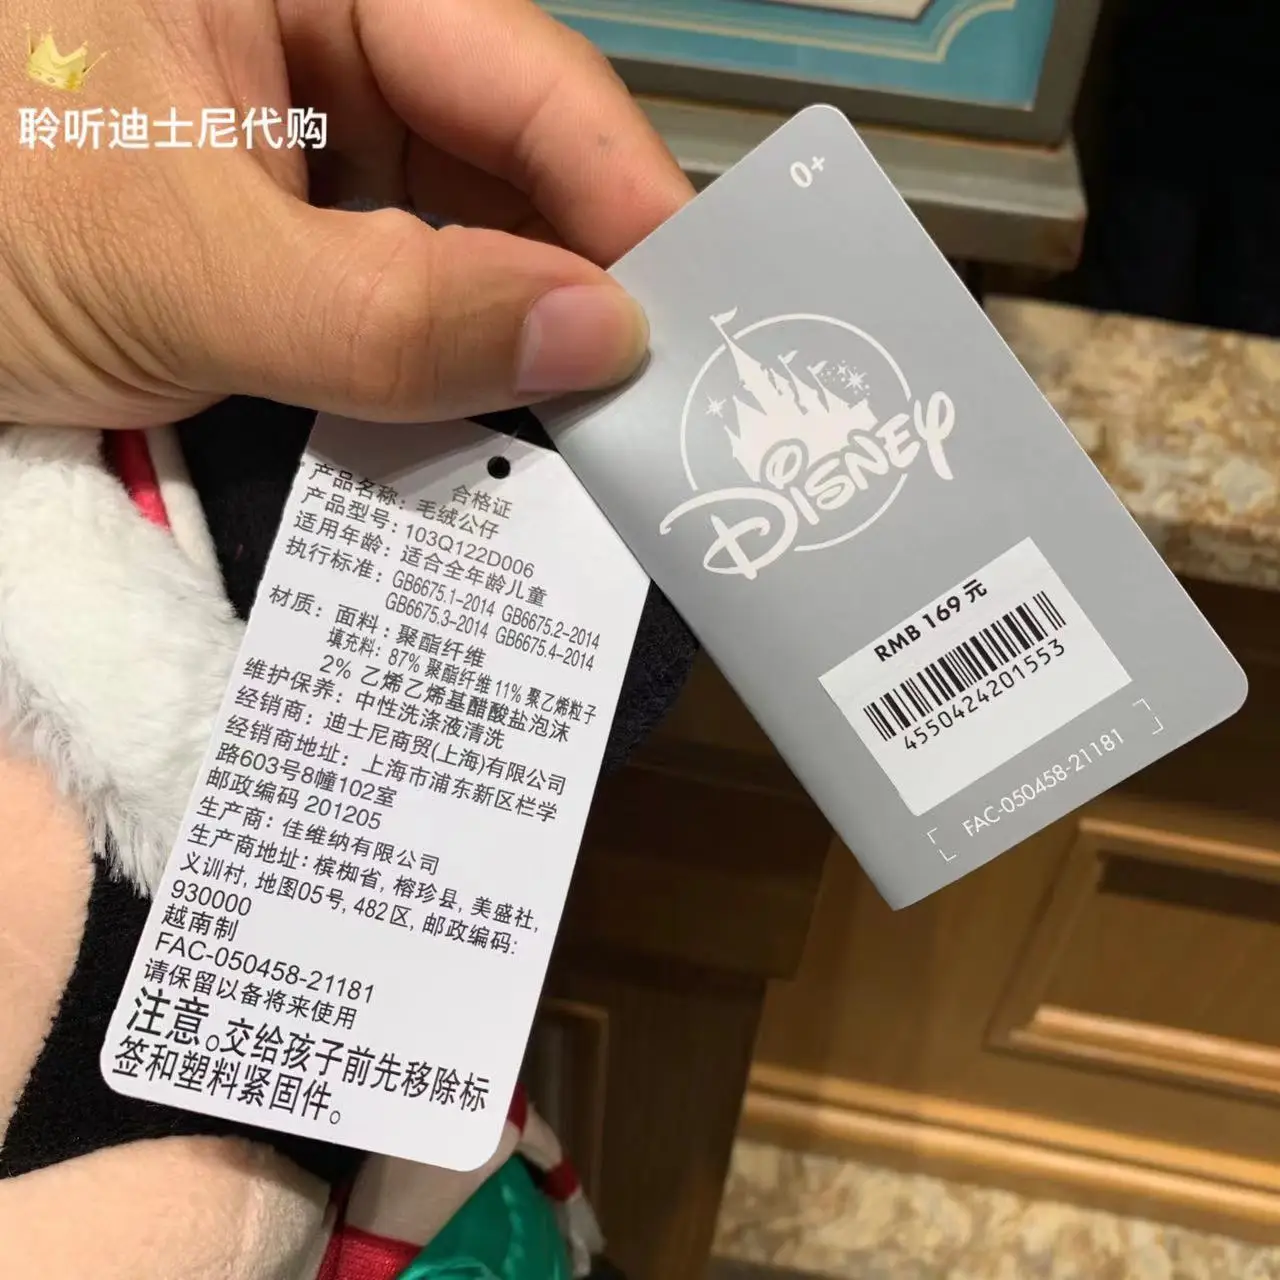 聆听迪士尼代购
0+
DISNEY
RMB 169 元
4550424201553
FAC-050458-21181
合格证
产品名称：毛绒公仔
产品型号：103Q122D006
适用年龄：适合全年龄儿童
执行标准：GB6675.1-2014 GB6675.2-2014
GB6675.3-2014 GB6675.4-2014
材质：面料：聚酯纤维
填充料：87% 聚酯纤维 11% 聚乙烯粒子
2% 乙烯乙烯基醋酸盐泡沫
维护保养：中性洗涤液清洗
经销商：迪士尼商贸(上海)有限公司
经销商地址：上海市浦东新区栏学
路603号8幢102室
邮政编码 201205
生产商：佳维纳有限公司
生产商地址：槟椥省, 榕珍县, 美盛社,
义训村, 地图05号, 482区, 邮政编码:
930000
越南制
FAC-050458-21181
请保留以备将来使用
注意。交给孩子前先移除标
签和塑料紧固件。